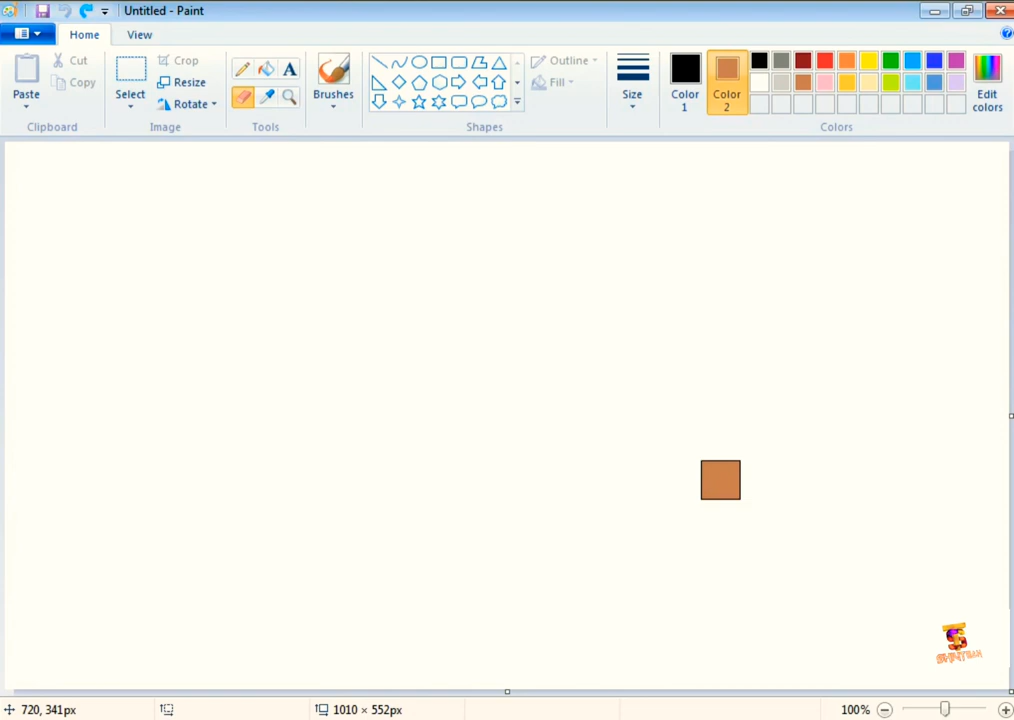 Untitled - Paint
Home View
Paste
Cut
Copy
Clipboard
Select
Crop
Resize
Rotate
Image
A
Tools
Brushes
Shapes
Outline
Fill
Size
Color 1
Color 2
Edit colors
Colors
720, 341px
1010 × 552px
100%